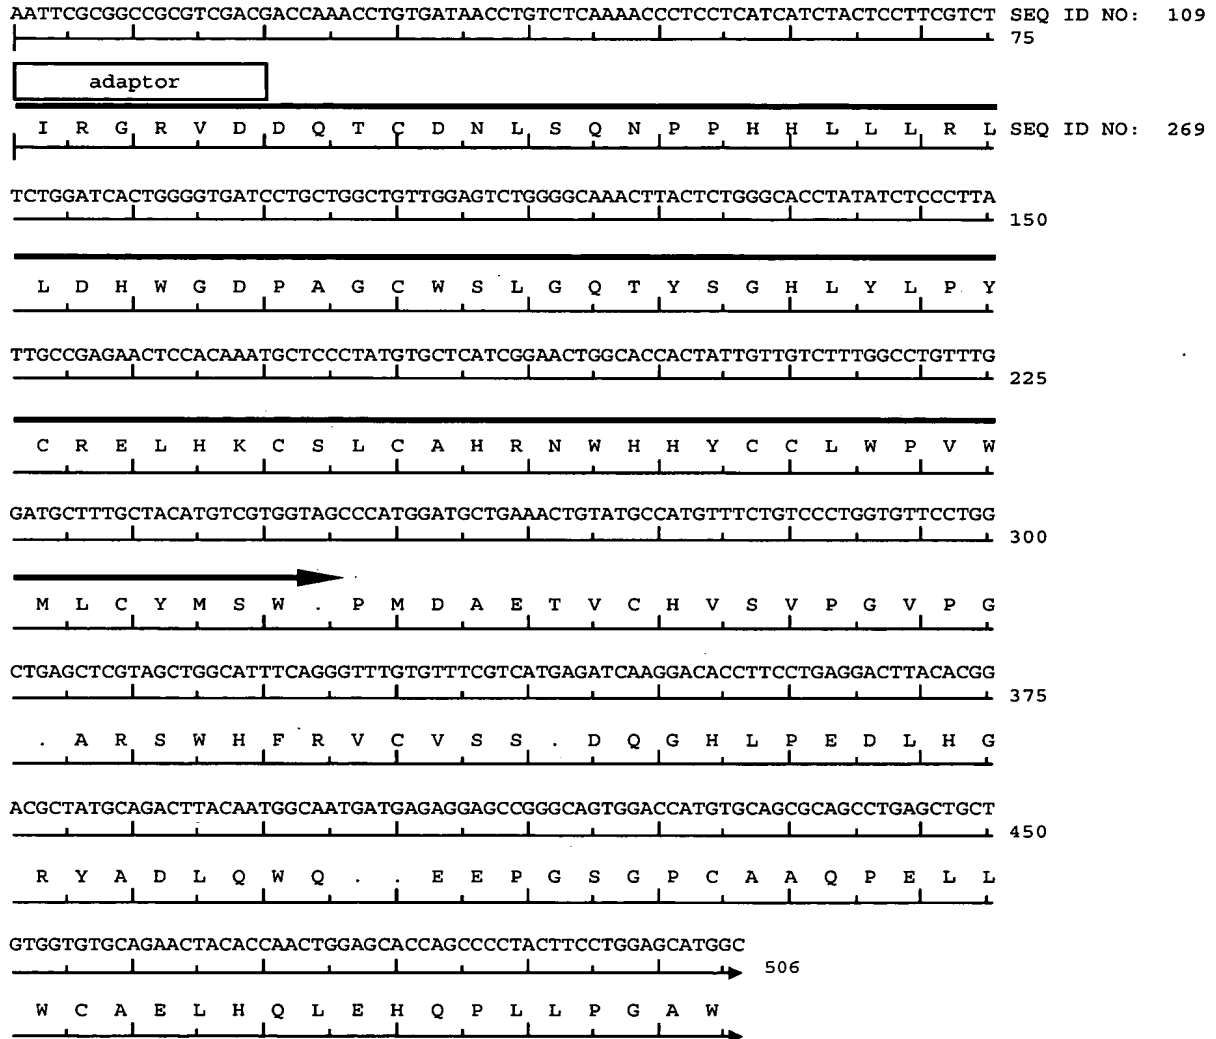 AATTCGCGGCCGCGTCGACGACCAAACCTGTGATAACCTGTCTCAAAACCCTCCTCATCATCTACTCCTTCGTCT SEQ ID NO: 109
75
adaptor
I R G R V D D Q T C D N L S Q N P P H H L L L R L SEQ ID NO: 269
TCTGGATCACTGGGGTGATCCTGCTGGCTGTTGGAGTCTGGGGCAAACTTACTCTGGGCACCTATATCTCCCTTA
150
L D H W G D P A G C W S L G Q T Y S G H L Y L P Y
TTGCCGAGAACTCCACAAATGCTCCCTATGTGCTCATCGGAACTGGCACCACTATTGTTGTCTTTGGCCTGTTTG
225
C R E L H K C S L C A H R N W H H Y C C L W P V W
GATGCTTTGCTACATGTCGTGGTAGCCCATGGATGCTGAAACTGTATGCCATGTTTCTGTCCCTGGTGTTCCTGG
300
M L C Y M S W . P M D A E T V C H V S V P G V P G
CTGAGCTCGTAGCTGGCATTTCAGGGTTTGTGTTTCGTCATGAGATCAAGGACACCTTCCTGAGGACTTACACGG
375
. A R S W H F R V C V S S . D Q G H L P E D L H G
ACGCTATGCAGACTTACAATGGCAATGATGAGAGGAGCCGGGCAGTGGACCATGTGCAGCGCAGCCTGAGCTGCT
450
R Y A D L Q W Q . . E E P G S G P C A A Q P E L L
GTGGTGTGCAGAACTACACCAACTGGAGCACCAGCCCCTACTTCCTGGAGCATGGC
506
W C A E L H Q L E H Q P L L P G A W